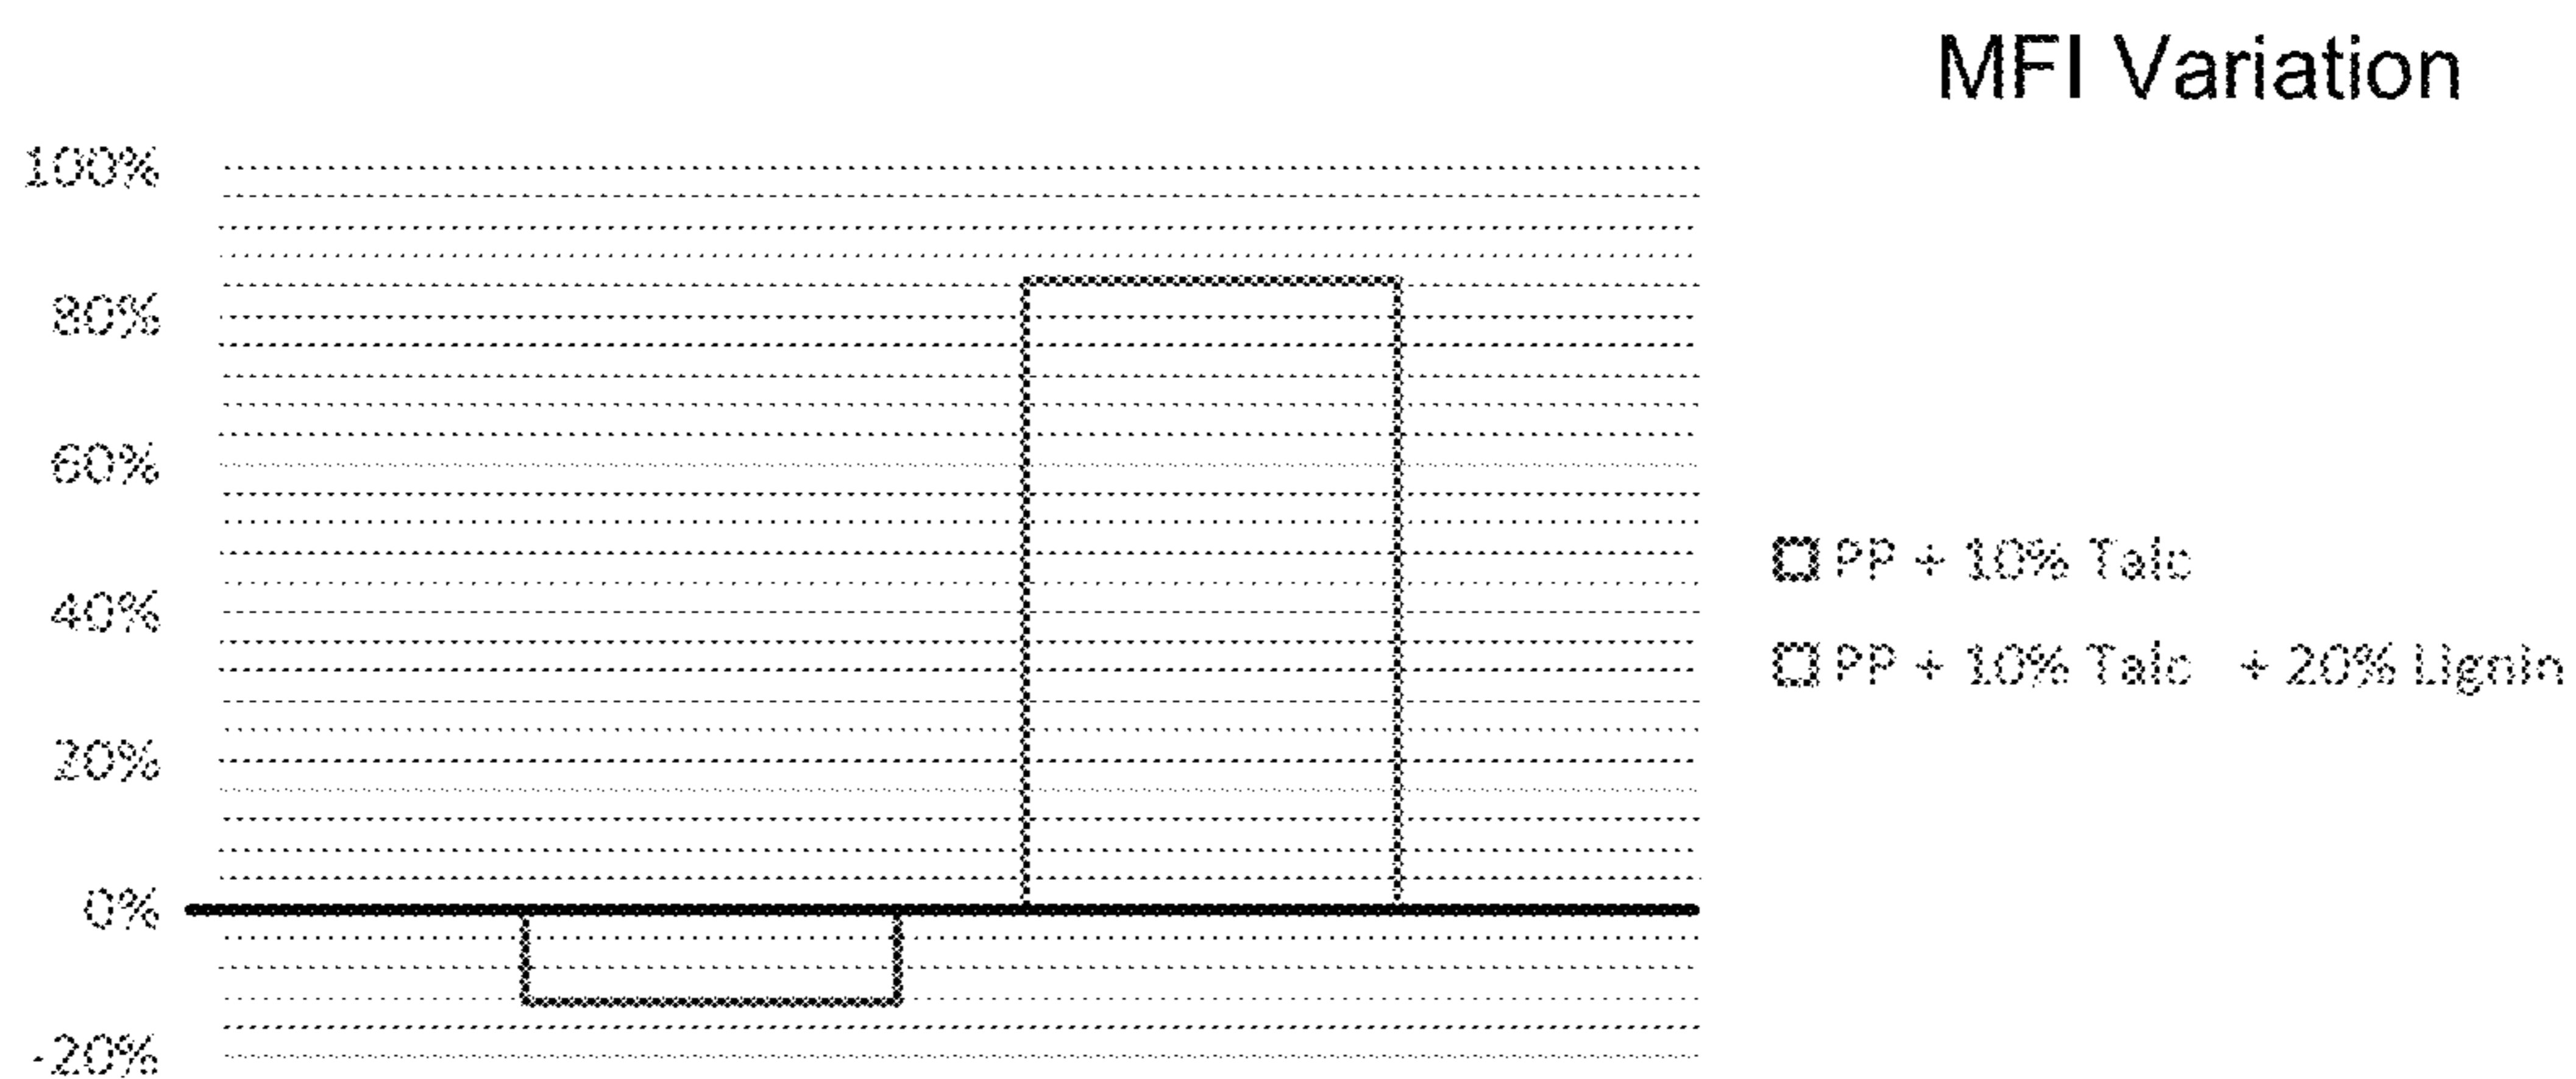 MFI Variation
100%
80%
60%
40%
20%
0%
-20%
PP + 10% Talc
PP + 10% Talc + 20% Lignin